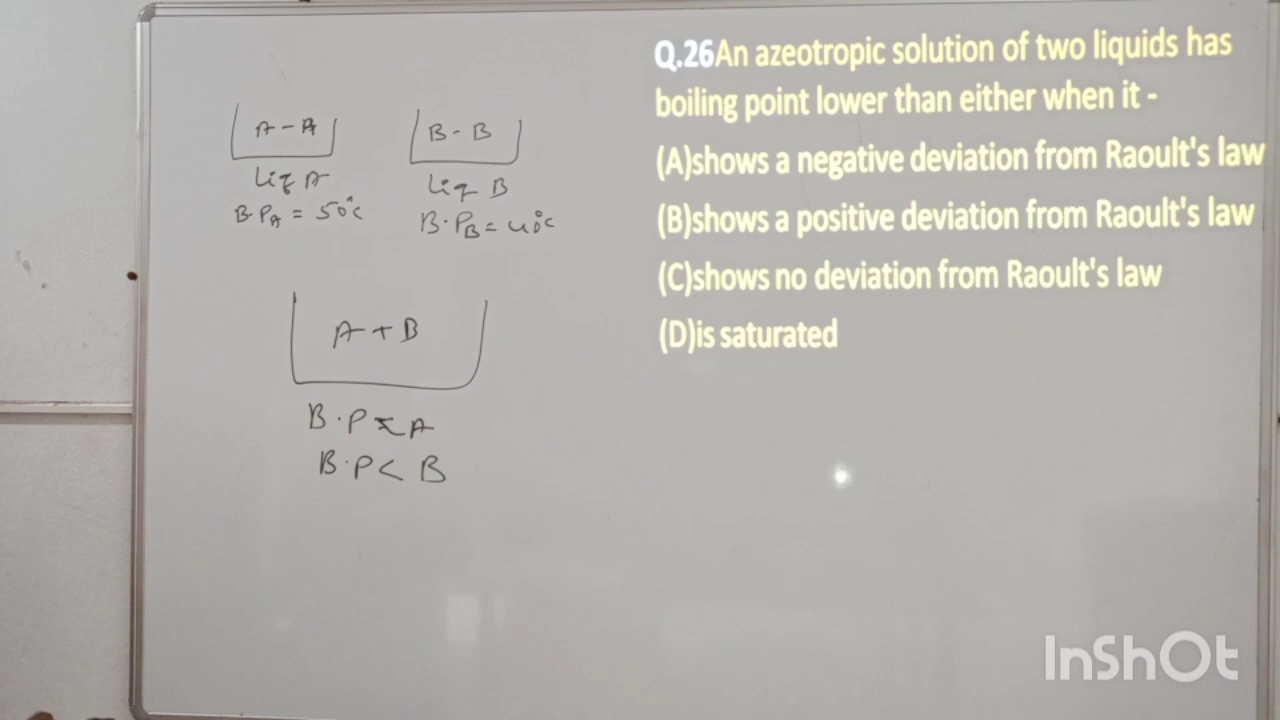 Q.26An azeotropic solution of two liquids has
boiling point lower than either when it -
(A)shows a negative deviation from Raoult's law
(B)shows a positive deviation from Raoult's law
(C)shows no deviation from Raoult's law
(D)is saturated
A - A
B - B
Liq A
Liq B
B.P_A = 50°c
B.P_B = 40°c
A + B
B.P < A
B.P < B
InShOt